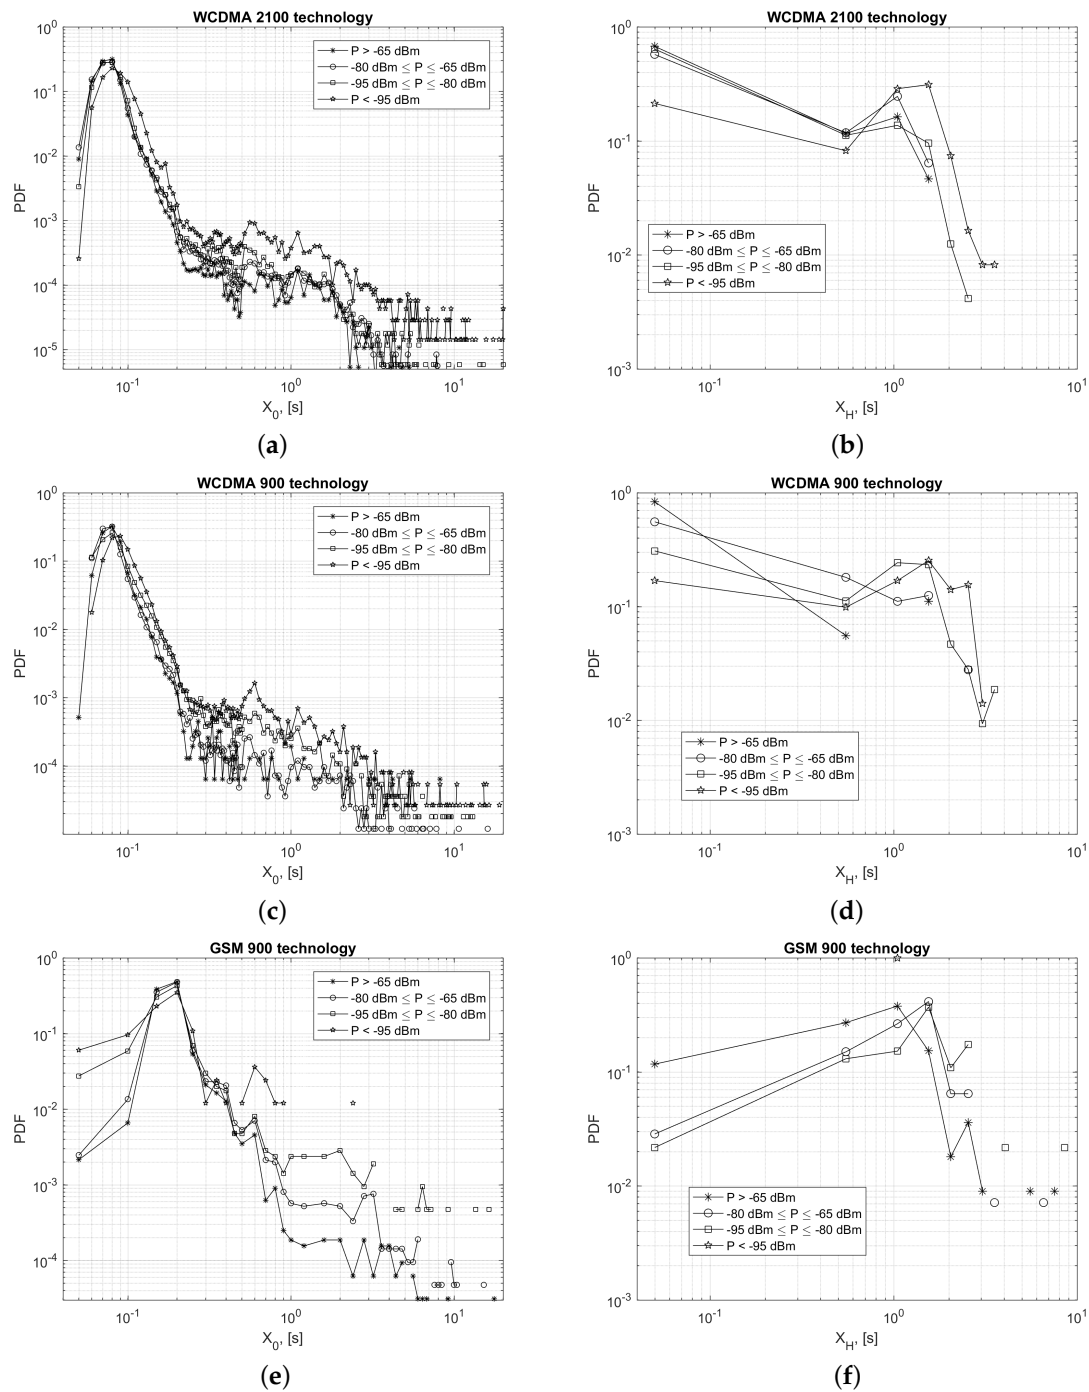 WCDMA 2100 technology
10^0
10^-1
10^-2
10^-3
10^-4
10^-5
PDF
P > -65 dBm
-80 dBm ≤ P ≤ -65 dBm
-95 dBm ≤ P ≤ -80 dBm
P < -95 dBm
10^-1
10^0
10^1
X_0, [s]
(a)
WCDMA 2100 technology
10^0
10^-1
10^-2
10^-3
PDF
P > -65 dBm
-80 dBm ≤ P ≤ -65 dBm
-95 dBm ≤ P ≤ -80 dBm
P < -95 dBm
10^-1
10^0
10^1
X_H, [s]
(b)
WCDMA 900 technology
10^0
10^-1
10^-2
10^-3
10^-4
PDF
P > -65 dBm
-80 dBm ≤ P ≤ -65 dBm
-95 dBm ≤ P ≤ -80 dBm
P < -95 dBm
10^-1
10^0
10^1
X_0, [s]
(c)
WCDMA 900 technology
10^0
10^-1
10^-2
10^-3
PDF
P > -65 dBm
-80 dBm ≤ P ≤ -65 dBm
-95 dBm ≤ P ≤ -80 dBm
P < -95 dBm
10^-1
10^0
10^1
X_H, [s]
(d)
GSM 900 technology
10^0
10^-1
10^-2
10^-3
10^-4
PDF
P > -65 dBm
-80 dBm ≤ P ≤ -65 dBm
-95 dBm ≤ P ≤ -80 dBm
P < -95 dBm
10^-1
10^0
10^1
X_0, [s]
(e)
GSM 900 technology
10^0
10^-1
10^-2
10^-3
PDF
P > -65 dBm
-80 dBm ≤ P ≤ -65 dBm
-95 dBm ≤ P ≤ -80 dBm
P < -95 dBm
10^-1
10^0
10^1
X_H, [s]
(f)